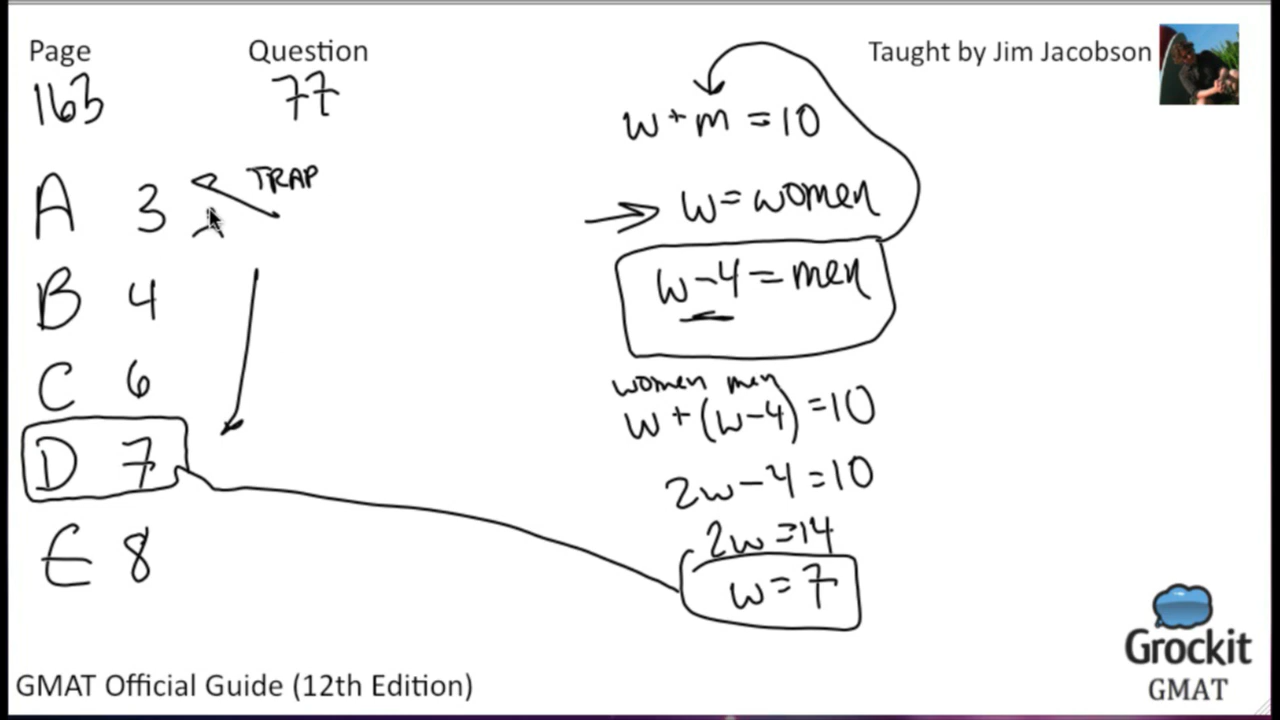 Page Question
163 77
Taught by Jim Jacobson
A 3
TRAP
B 4
C 6
D 7
E 8
w + m = 10
w = women
w - 4 = men
women men
w + (w - 4) = 10
2w - 4 = 10
2w = 14
w = 7
GMAT Official Guide (12th Edition)
Grockit
GMAT